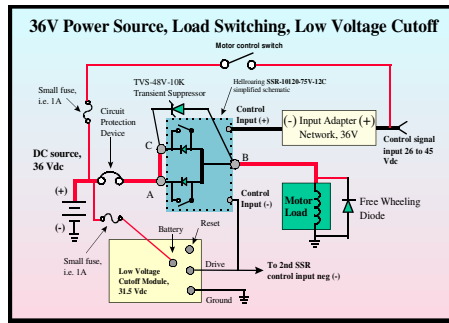 36V Power Source, Load Switching, Low Voltage Cutoff
Motor control switch
TVS-48V-10K
Transient Suppressor
Hellroaring SSR-10120-75V-12C
simplified schematic
Small fuse,
i.e. 1A
Circuit
Protection
Device
Control
Input (+)
(-) Input Adapter (+)
Network, 36V
DC source,
36 Vdc
C
B
A
Control signal
input 26 to 45
Vdc
(+)
(-)
Control
Input (-)
Motor
Load
Free Wheeling
Diode
Small fuse,
i.e. 1A
Battery
Reset
Low Voltage
Cutoff Module,
31.5 Vdc
Drive
Ground
To 2nd SSR
control input neg (-)